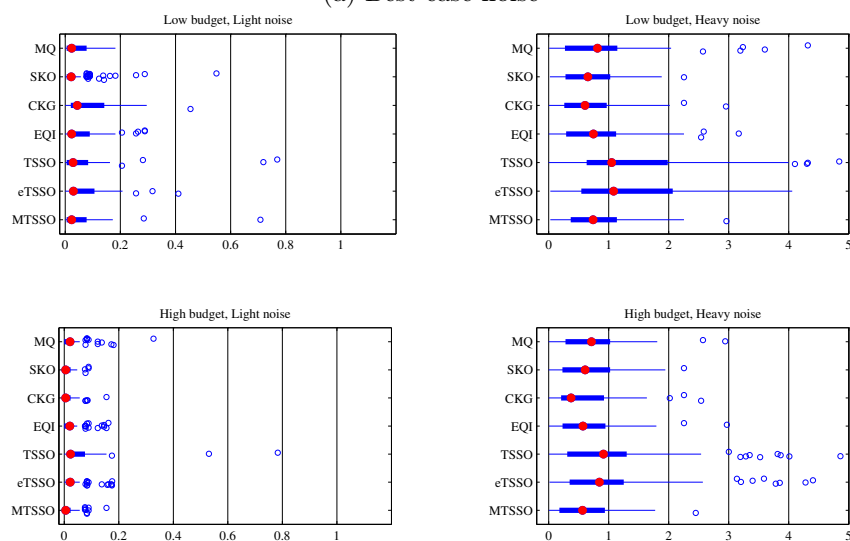 (a) Best case noise
Low budget, Light noise
MQ
SKO
CKG
EQI
TSSO
eTSSO
MTSSO
0 0.2 0.4 0.6 0.8 1
Low budget, Heavy noise
MQ
SKO
CKG
EQI
TSSO
eTSSO
MTSSO
0 1 2 3 4 5
High budget, Light noise
MQ
SKO
CKG
EQI
TSSO
eTSSO
MTSSO
0 0.2 0.4 0.6 0.8 1
High budget, Heavy noise
MQ
SKO
CKG
EQI
TSSO
eTSSO
MTSSO
0 1 2 3 4 5